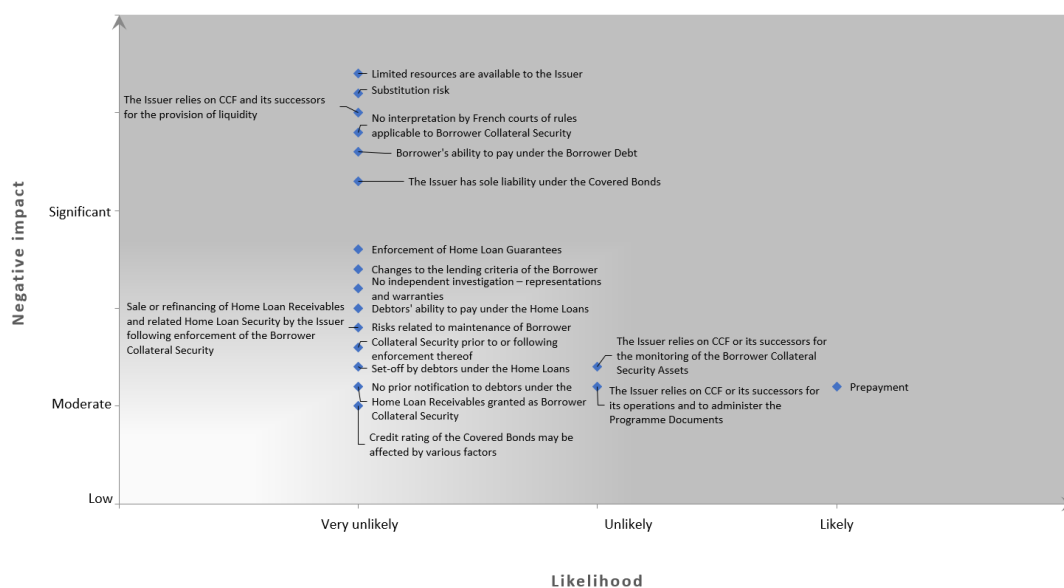 Limited resources are available to the Issuer
Substitution risk
The Issuer relies on CCF and its successors
for the provision of liquidity
No interpretation by French courts of rules
applicable to Borrower Collateral Security
Borrower's ability to pay under the Borrower Debt
The Issuer has sole liability under the Covered Bonds
Negative impact
Significant
Enforcement of Home Loan Guarantees
Changes to the lending criteria of the Borrower
No independent investigation – representations
and warranties
Debtors' ability to pay under the Home Loans
Sale or refinancing of Home Loan Receivables
and related Home Loan Security by the Issuer
following enforcement of the Borrower
Collateral Security
Risks related to maintenance of Borrower
Collateral Security prior to or following
enforcement thereof
Set-off by debtors under the Home Loans
The Issuer relies on CCF or its successors for
the monitoring of the Borrower Collateral
Security Assets
No prior notification to debtors under the
Home Loan Receivables granted as Borrower
Collateral Security
The Issuer relies on CCF or its successors for
its operations and to administer the
Programme Documents
Prepayment
Moderate
Credit rating of the Covered Bonds may be
affected by various factors
Low
Very unlikely
Unlikely
Likely
Likelihood